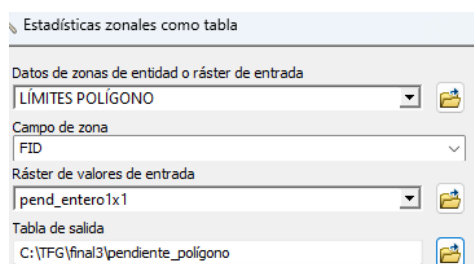 Estadísticas zonales como tabla
Datos de zonas de entidad o ráster de entrada
LÍMITES POLÍGONO
Campo de zona
FID
Ráster de valores de entrada
pend_entero1x1
Tabla de salida
C:\TFG\final3\pendiente_polígono